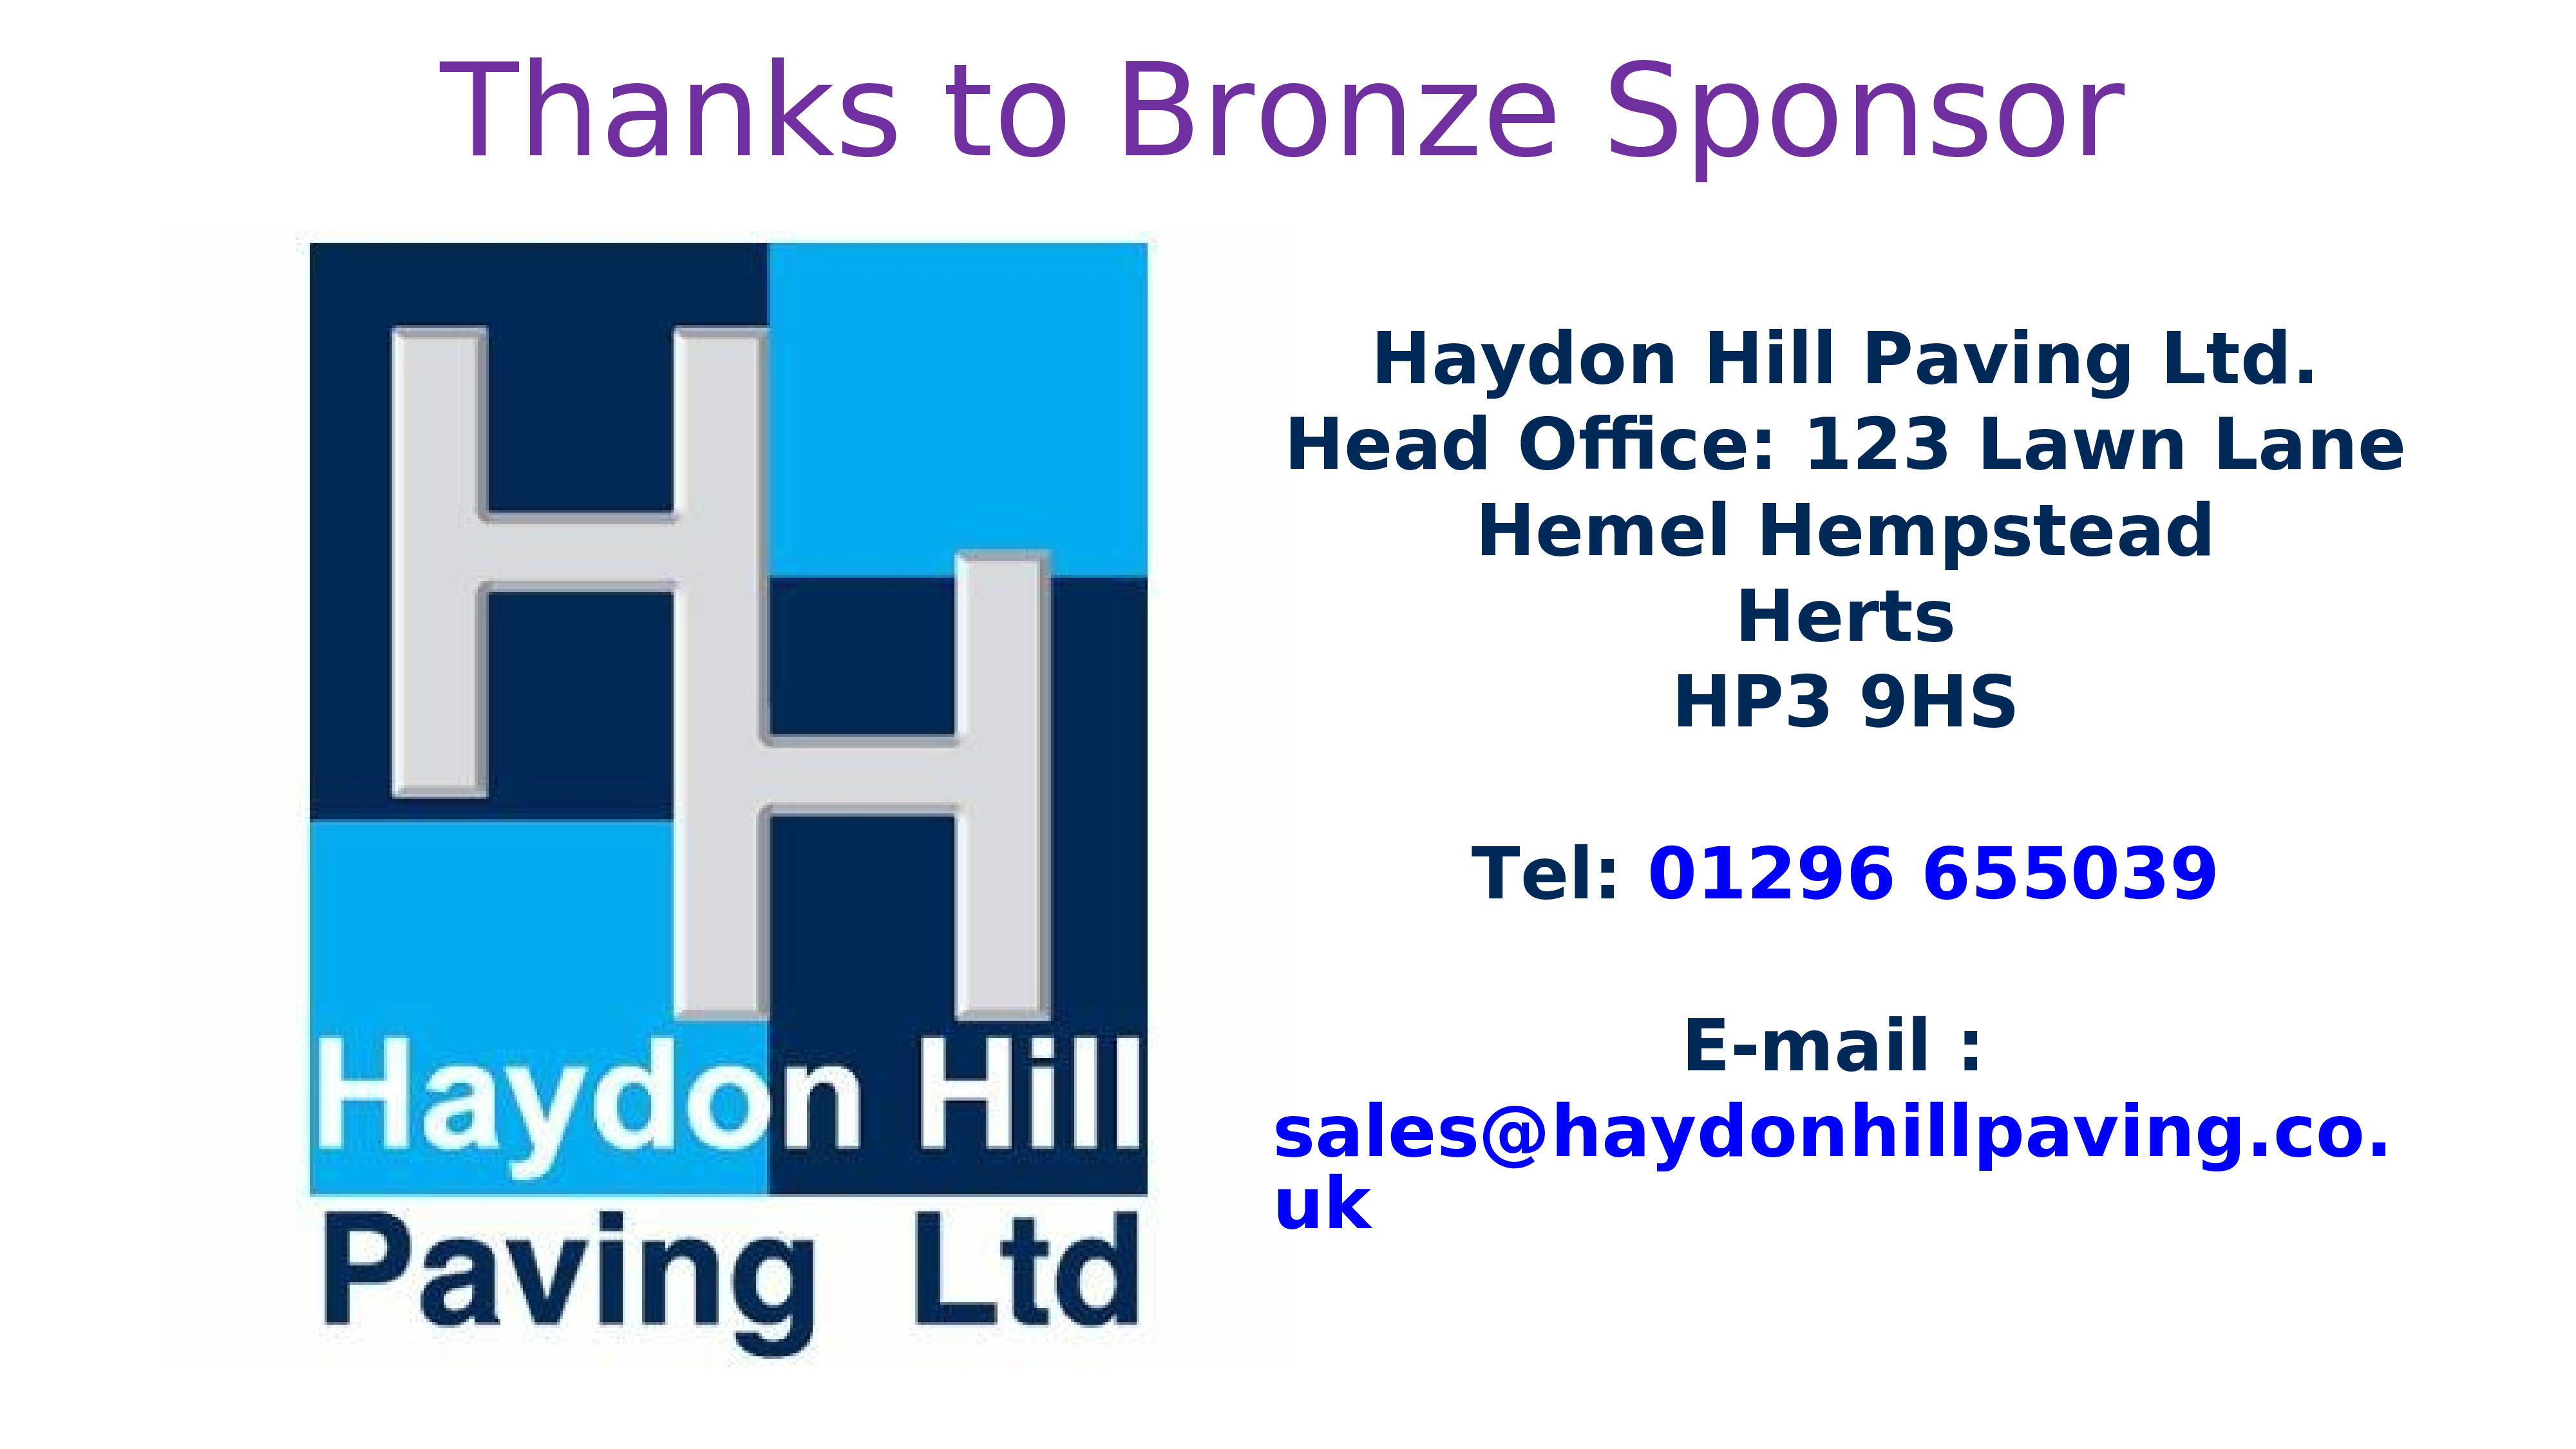 Thanks to Bronze Sponsor
HH
Haydon Hill
Paving Ltd
Haydon Hill Paving Ltd.
Head Office: 123 Lawn Lane
Hemel Hempstead
Herts
HP3 9HS
Tel: 01296 655039
E-mail :
sales@haydonhillpaving.co.
uk